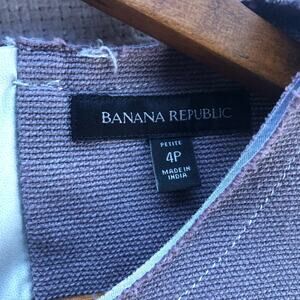 BANANA REPUBLIC
PETITE
4P
MADE IN
INDIA